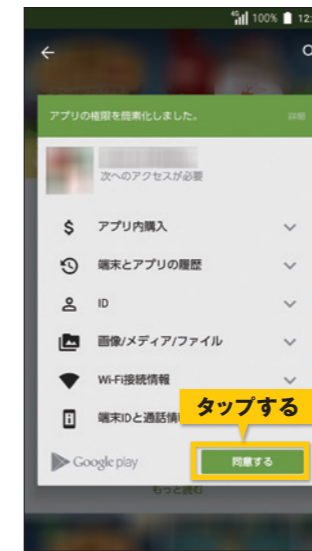 4G 100% 12:
アプリの権限を簡素化しました。 詳細
次へのアクセスが必要
アプリ内購入
端末とアプリの履歴
ID
画像/メディア/ファイル
Wi-Fi接続情報
端末IDと通話情
タップする
Google play 同意する
もっと読む